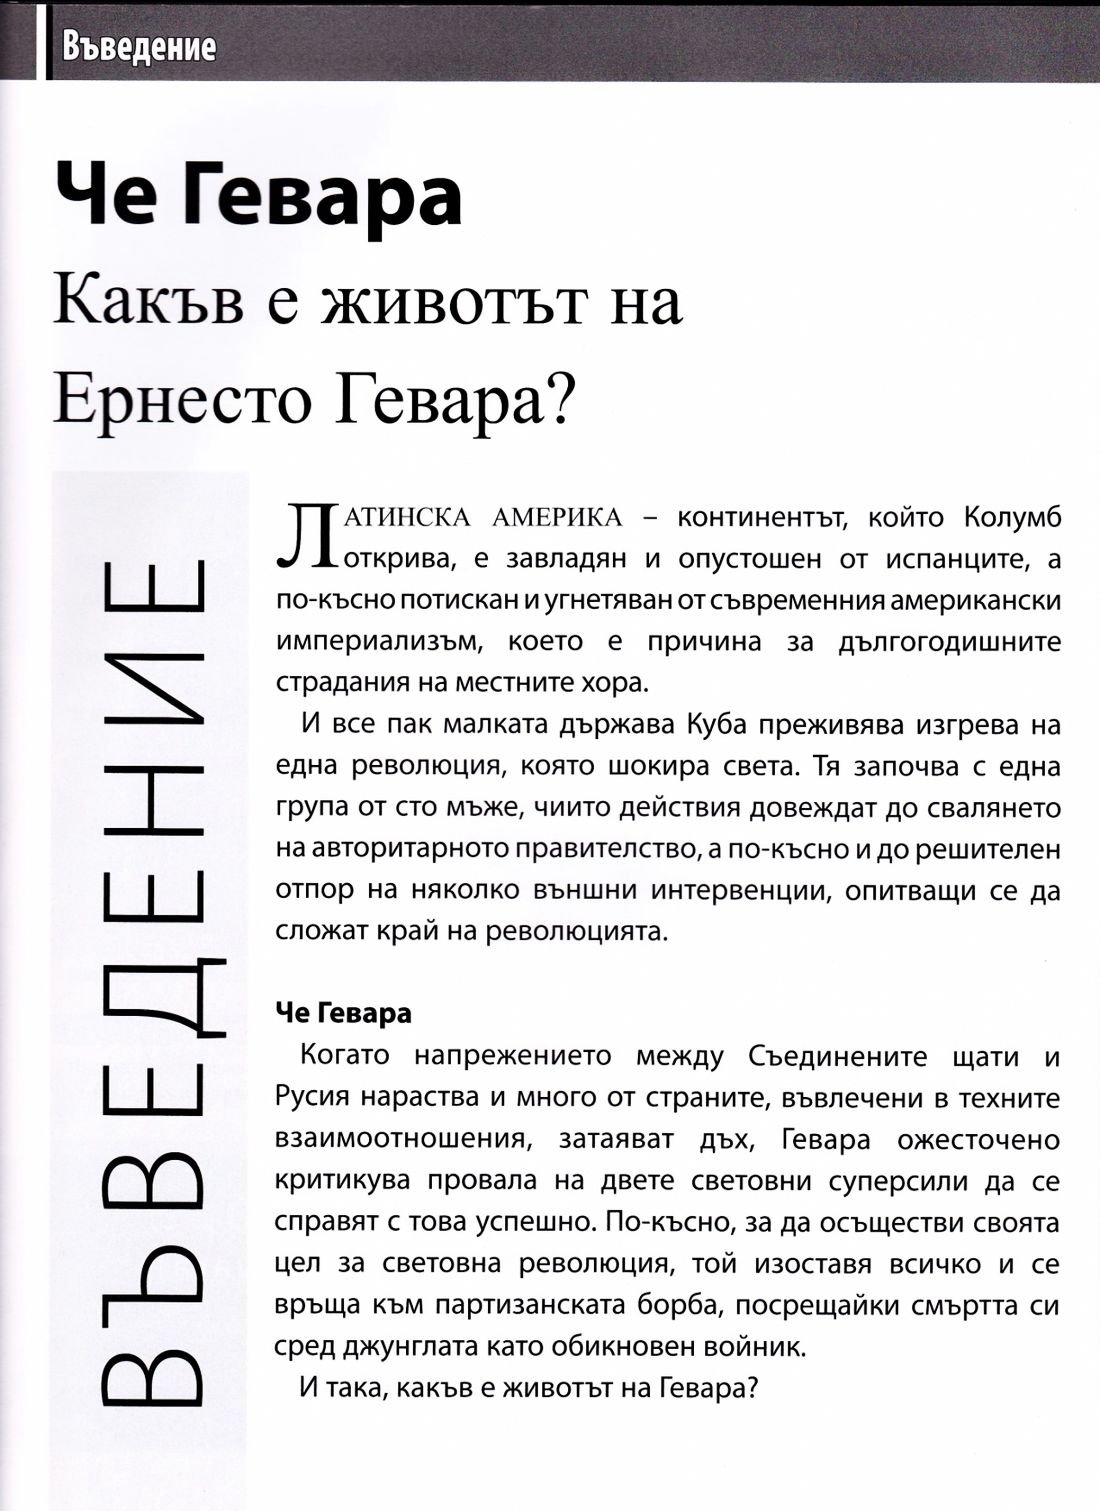 Въведение
Че Гевара
Какъв е животът на
Ернесто Гевара?
ВЪВЕДЕНИЕ
ЛАТИНСКА АМЕРИКА – континентът, който Колумб
открива, е завладян и опустошен от испанците, а
по-късно потискан и угнетяван от съвременния американски
империализъм, което е причина за дългогодишните
страдания на местните хора.
И все пак малката държава Куба преживява изгрева на
една революция, която шокира света. Тя започва с една
група от сто мъже, чиито действия довеждат до свалянето
на авторитарното правителство, а по-късно и до решителен
отпор на няколко външни интервенции, опитващи се да
сложат край на революцията.
Че Гевара
Когато напрежението между Съединените щати и
Русия нараства и много от страните, въвлечени в техните
взаимоотношения, затаяват дъх, Гевара ожесточено
критикува провала на двете световни суперсили да се
справят с това успешно. По-късно, за да осъществи своята
цел за световна революция, той изоставя всичко и се
връща към партизанската борба, посрещайки смъртта си
сред джунглата като обикновен войник.
И така, какъв е животът на Гевара?